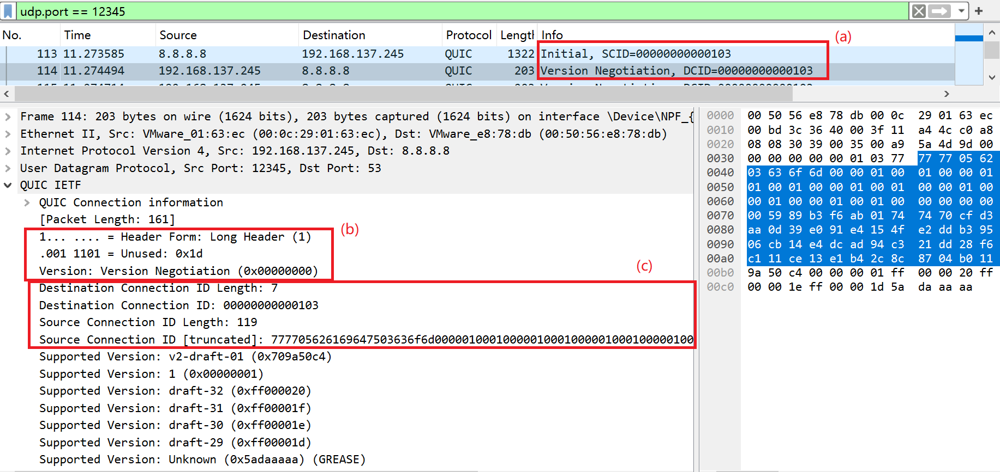 udp.port == 12345
No. Time Source Destination Protocol Length Info
(a)
113 11.273585 8.8.8.8 192.168.137.245 QUIC 1322 Initial, SCID=00000000000103
114 11.274494 192.168.137.245 8.8.8.8 QUIC 203 Version Negotiation, DCID=00000000000103
Frame 114: 203 bytes on wire (1624 bits), 203 bytes captured (1624 bits) on interface \Device\NPF_{
Ethernet II, Src: VMware_01:63:ec (00:0c:29:01:63:ec), Dst: VMware_e8:78:db (00:50:56:e8:78:db)
Internet Protocol Version 4, Src: 192.168.137.245, Dst: 8.8.8.8
User Datagram Protocol, Src Port: 12345, Dst Port: 53
QUIC IETF
QUIC Connection information
[Packet Length: 161]
(b)
1... .... = Header Form: Long Header (1)
.001 1101 = Unused: 0x1d
Version: Version Negotiation (0x00000000)
(c)
Destination Connection ID Length: 7
Destination Connection ID: 00000000000103
Source Connection ID Length: 119
Source Connection ID [truncated]: 777705626169647503636f6d00000100010000010001000001000100000100
Supported Version: v2-draft-01 (0x709a50c4)
Supported Version: 1 (0x00000001)
Supported Version: draft-32 (0xff000020)
Supported Version: draft-31 (0xff00001f)
Supported Version: draft-30 (0xff00001e)
Supported Version: draft-29 (0xff00001d)
Supported Version: Unknown (0x5adaaaaa) (GREASE)
0000 00 50 56 e8 78 db 00 0c 29 01 63 ec
0010 00 bd 3c 36 40 00 3f 11 a4 4c c0 a8
0020 08 08 30 39 00 35 00 a9 5a 4d 9d 00
0030 00 00 00 00 00 01 03 77 77 77 05 62
0040 03 63 6f 6d 00 00 01 00 01 00 00 01
0050 01 00 01 00 00 01 00 01 00 00 01 00
0060 00 01 00 00 01 00 01 00 00 00 00 00
0070 00 59 89 b3 f6 ab 01 74 74 70 cf d3
0080 aa 0d 39 e0 91 e4 15 4f e2 dd b3 95
0090 06 cb 14 e4 dc ad 94 c3 21 dd 28 f6
00a0 c1 11 ce 13 e1 b4 2c 8c 87 04 b0 11
00b0 9a 50 c4 00 00 00 01 ff 00 00 20 ff
00c0 00 00 1e ff 00 00 1d 5a da aa aa